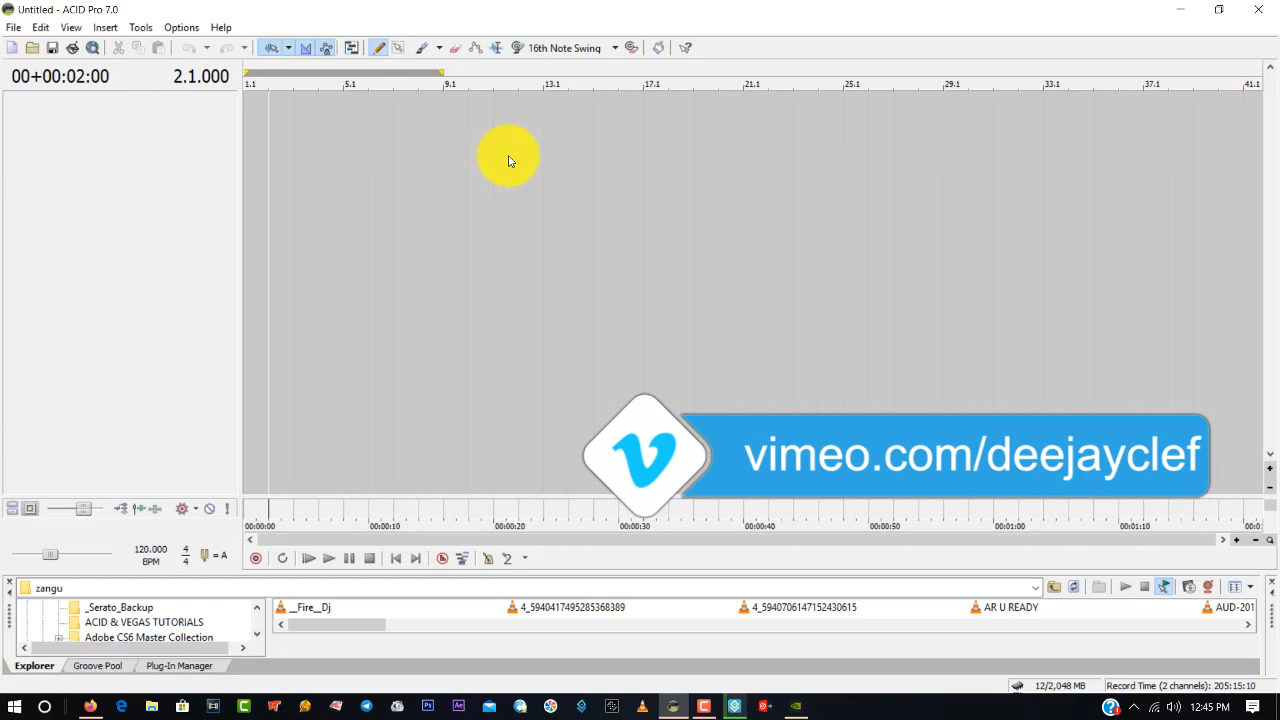 Untitled - ACID Pro 7.0
File Edit View Insert Tools Options Help
16th Note Swing
00+00:02:00 2.1.000
1.1 5.1 9.1 13.1 17.1 21.1 25.1 29.1 33.1 37.1 41.1
vimeo.com/deejayclef
00:00:00 00:00:10 00:00:20 00:00:30 00:00:40 00:00:50 00:01:00 00:01:10 00:0
120.000 4 = A
BPM 4
zangu
_Serato_Backup
ACID & VEGAS TUTORIALS
Adobe CS6 Master Collection
__Fire__Dj 4_5940417495285368389 4_5940706147152430615 AR U READY AUD-201
Explorer Groove Pool Plug-In Manager
12/2,048 MB Record Time (2 channels): 205:15:10
12:45 PM